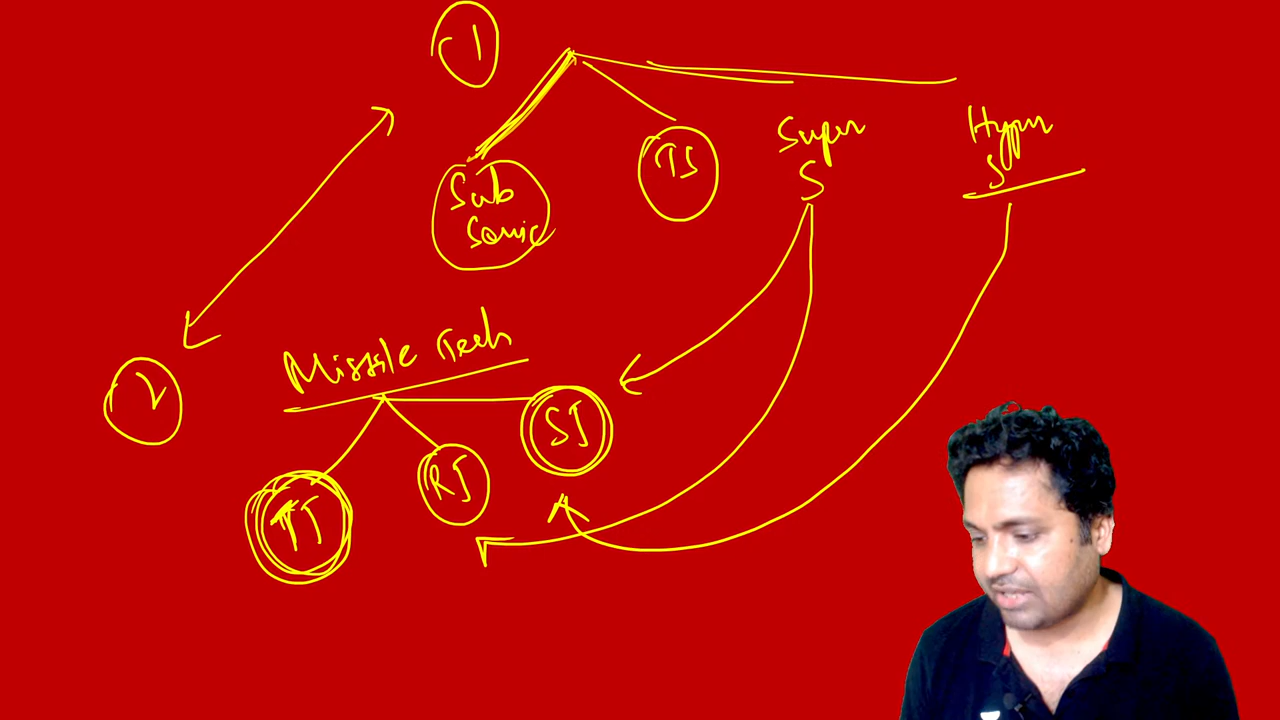 1
Sub
Sonic
TS
Super
S
Hyper
S
2
Missile Tech
TJ
RJ
SJ